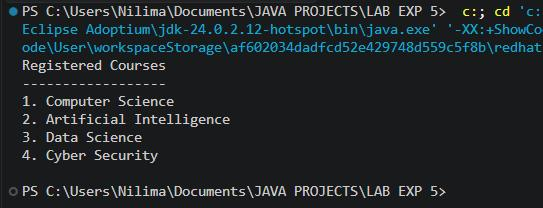 PS C:\Users\Nilima\Documents\JAVA PROJECTS\LAB EXP 5> c:; cd 'c:
Eclipse Adoptium\jdk-24.0.2.12-hotspot\bin\java.exe' '-XX:+ShowCo
ode\User\workspaceStorage\af602034dadfcd52e429748d559c5f8b\redhat
Registered Courses
------------------
1. Computer Science
2. Artificial Intelligence
3. Data Science
4. Cyber Security
PS C:\Users\Nilima\Documents\JAVA PROJECTS\LAB EXP 5>